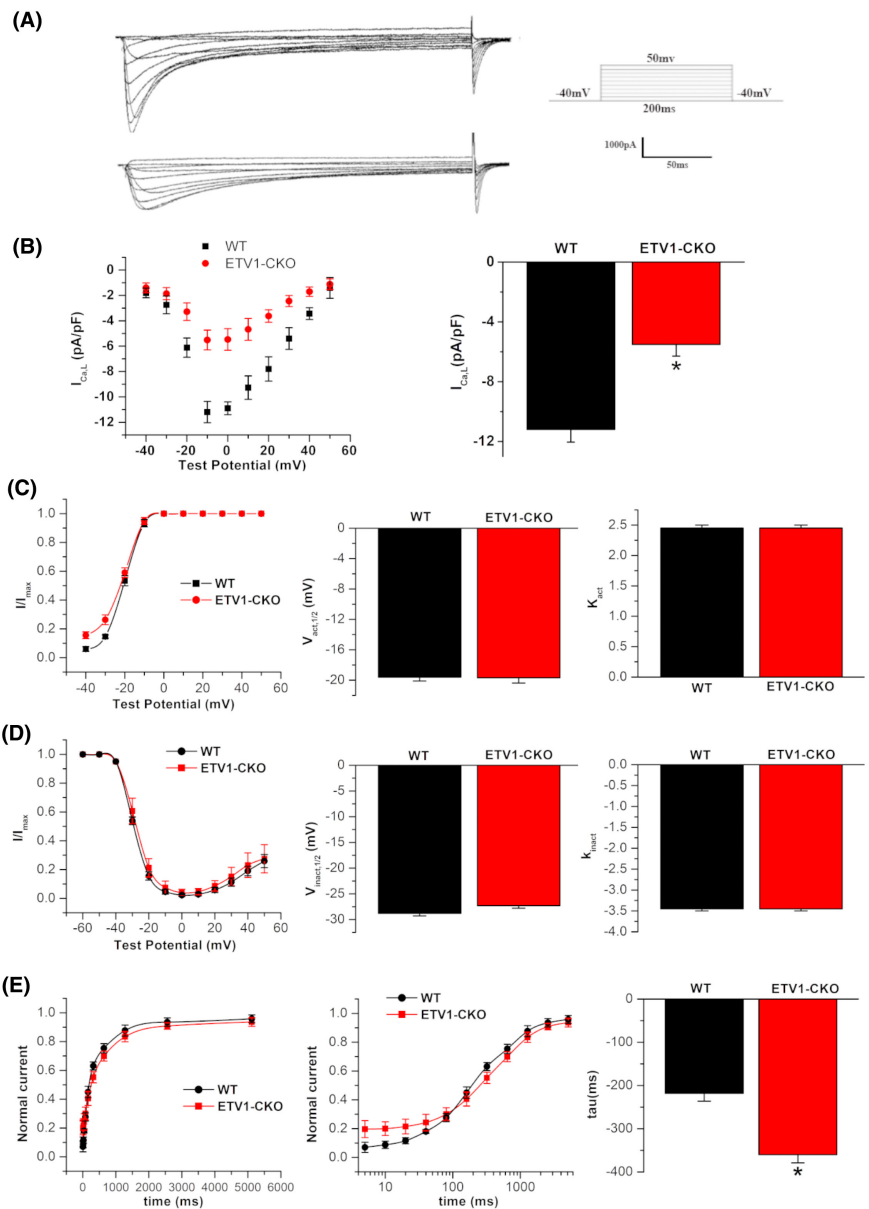 (A)
50mv
-40mV
-40mV
200ms
1000pA
50ms
(B)
WT
ETV1-CKO
0
-2
-4
-6
-8
-10
-12
I Ca,L (pA/pF)
-40
-20
0
20
40
60
Test Potential (mV)
WT
ETV1-CKO
0
-4
-8
-12
I Ca,L (pA/pF)
*
(C)
1.0
0.8
0.6
0.4
0.2
0.0
I/I max
WT
ETV1-CKO
-40
-20
0
20
40
60
Test Potential (mV)
WT
ETV1-CKO
0
-4
-8
-12
-16
-20
V act,1/2 (mV)
2.5
2.0
1.5
1.0
0.5
0.0
K act
WT
ETV1-CKO
(D)
WT
ETV1-CKO
1.0
0.8
0.6
0.4
0.2
0.0
I/I max
-60
-40
-20
0
20
40
60
Test Potential (mV)
WT
ETV1-CKO
0
-5
-10
-15
-20
-25
-30
V inact,1/2 (mV)
WT
ETV1-CKO
0.0
-0.5
-1.0
-1.5
-2.0
-2.5
-3.0
-3.5
-4.0
k inact
(E)
1.0
0.8
0.6
0.4
0.2
0.0
Normal current
WT
ETV1-CKO
0
1000
2000
3000
4000
5000
6000
time (ms)
WT
ETV1-CKO
1.0
0.8
0.6
0.4
0.2
0.0
Normal current
10
100
1000
time (ms)
WT
ETV1-CKO
0
-100
-200
-300
-400
tau(ms)
*